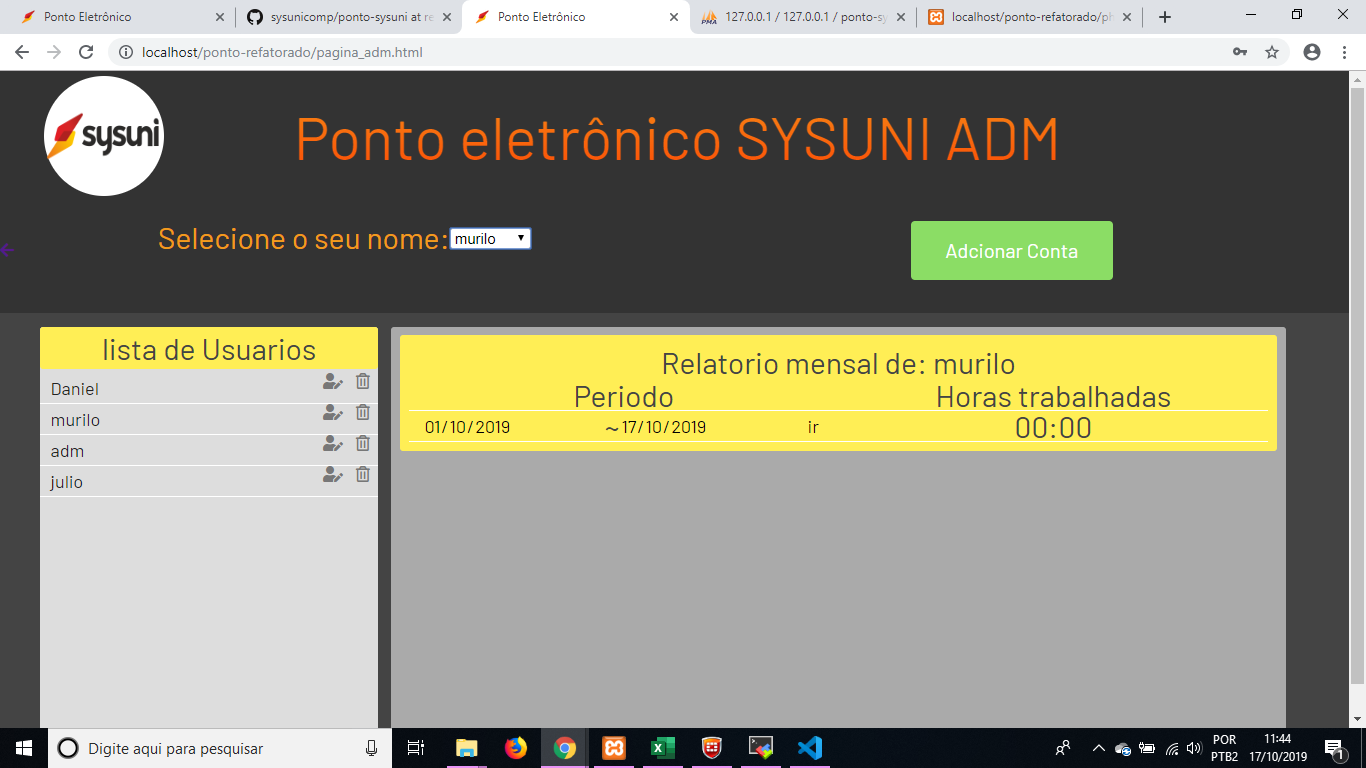 Ponto Eletrônico
sysunicomp/ponto-sysuni at re
Ponto Eletrônico
PMA
127.0.0.1 / 127.0.0.1 / ponto-sy
localhost/ponto-refatorado/ph
localhost/ponto-refatorado/pagina_adm.html
sysuni
Ponto eletrônico SYSUNI ADM
Selecione o seu nome: murilo
Adcionar Conta
lista de Usuarios
Daniel
murilo
adm
julio
Relatorio mensal de: murilo
Periodo Horas trabalhadas
01/10/2019 ~17/10/2019 ir 00:00
Digite aqui para pesquisar
POR
PTB2
11:44
17/10/2019
1